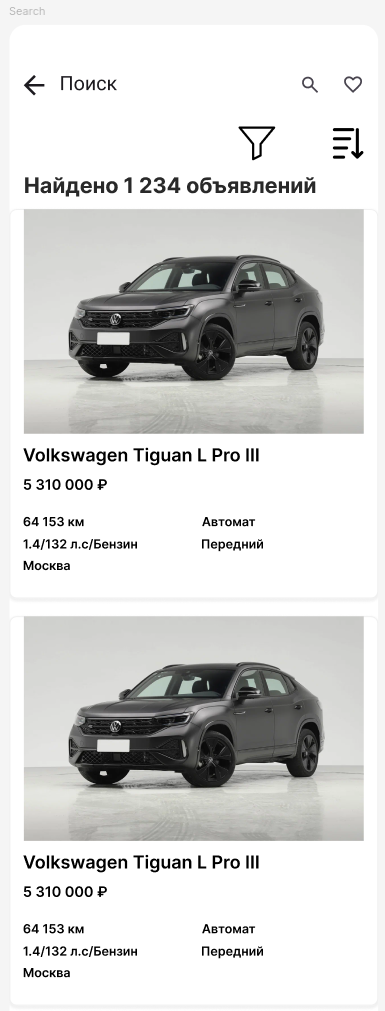 Search
Поиск
Найдено 1 234 объявлений
Volkswagen Tiguan L Pro III
5 310 000 ₽
64 153 км
Автомат
1.4/132 л.с/Бензин
Передний
Москва
Volkswagen Tiguan L Pro III
5 310 000 ₽
64 153 км
Автомат
1.4/132 л.с/Бензин
Передний
Москва